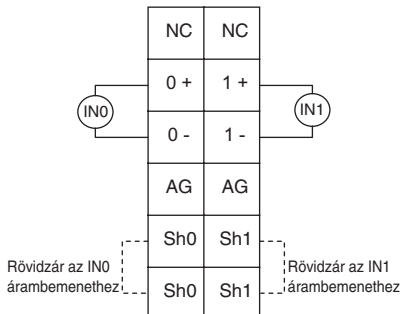 NC NC
0 + 1 +
IN0 IN1
0 - 1 -
AG AG
Sh0 Sh1
Rövidzár az IN0
árambemenethez
Rövidzár az IN1
árambemenethez
Sh0 Sh1